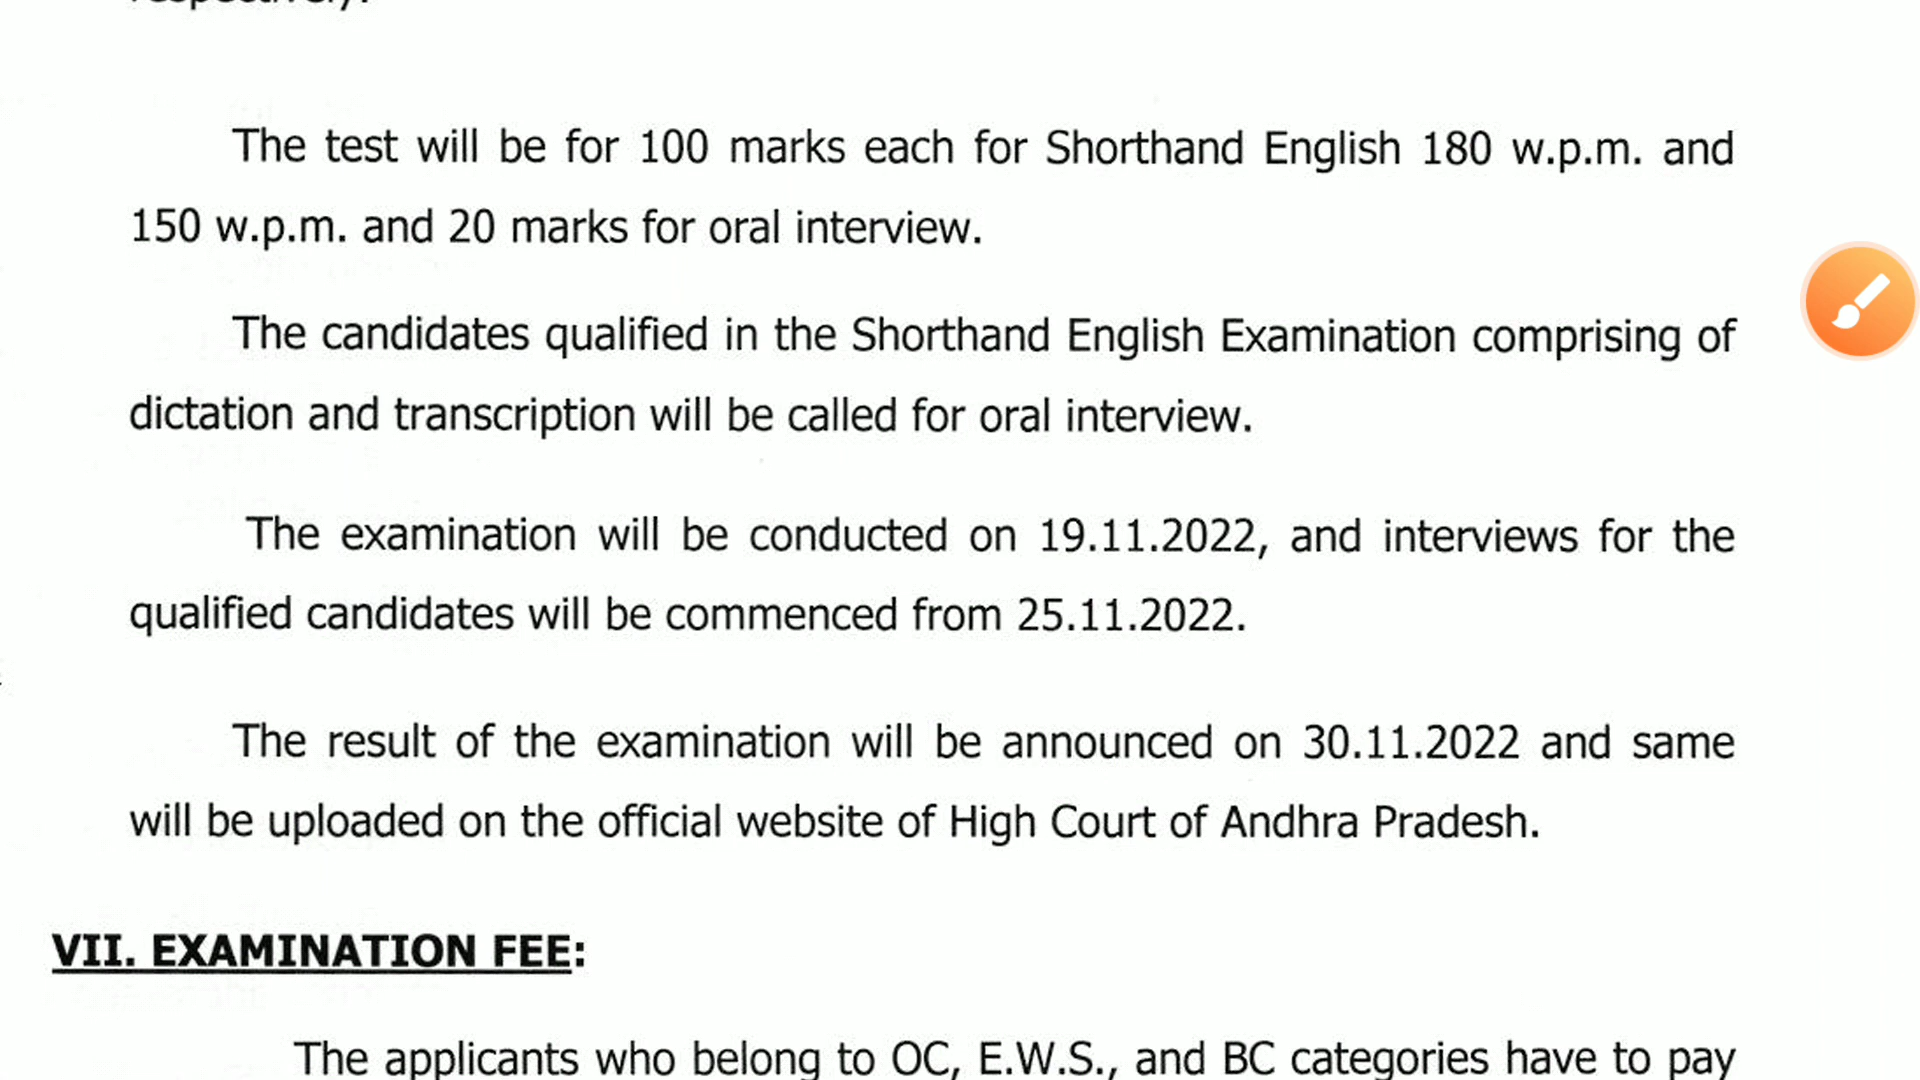 respectively.
The test will be for 100 marks each for Shorthand English 180 w.p.m. and
150 w.p.m. and 20 marks for oral interview.
The candidates qualified in the Shorthand English Examination comprising of
dictation and transcription will be called for oral interview.
The examination will be conducted on 19.11.2022, and interviews for the
qualified candidates will be commenced from 25.11.2022.
The result of the examination will be announced on 30.11.2022 and same
will be uploaded on the official website of High Court of Andhra Pradesh.
VII. EXAMINATION FEE:
The applicants who belong to OC, E.W.S., and BC categories have to pay